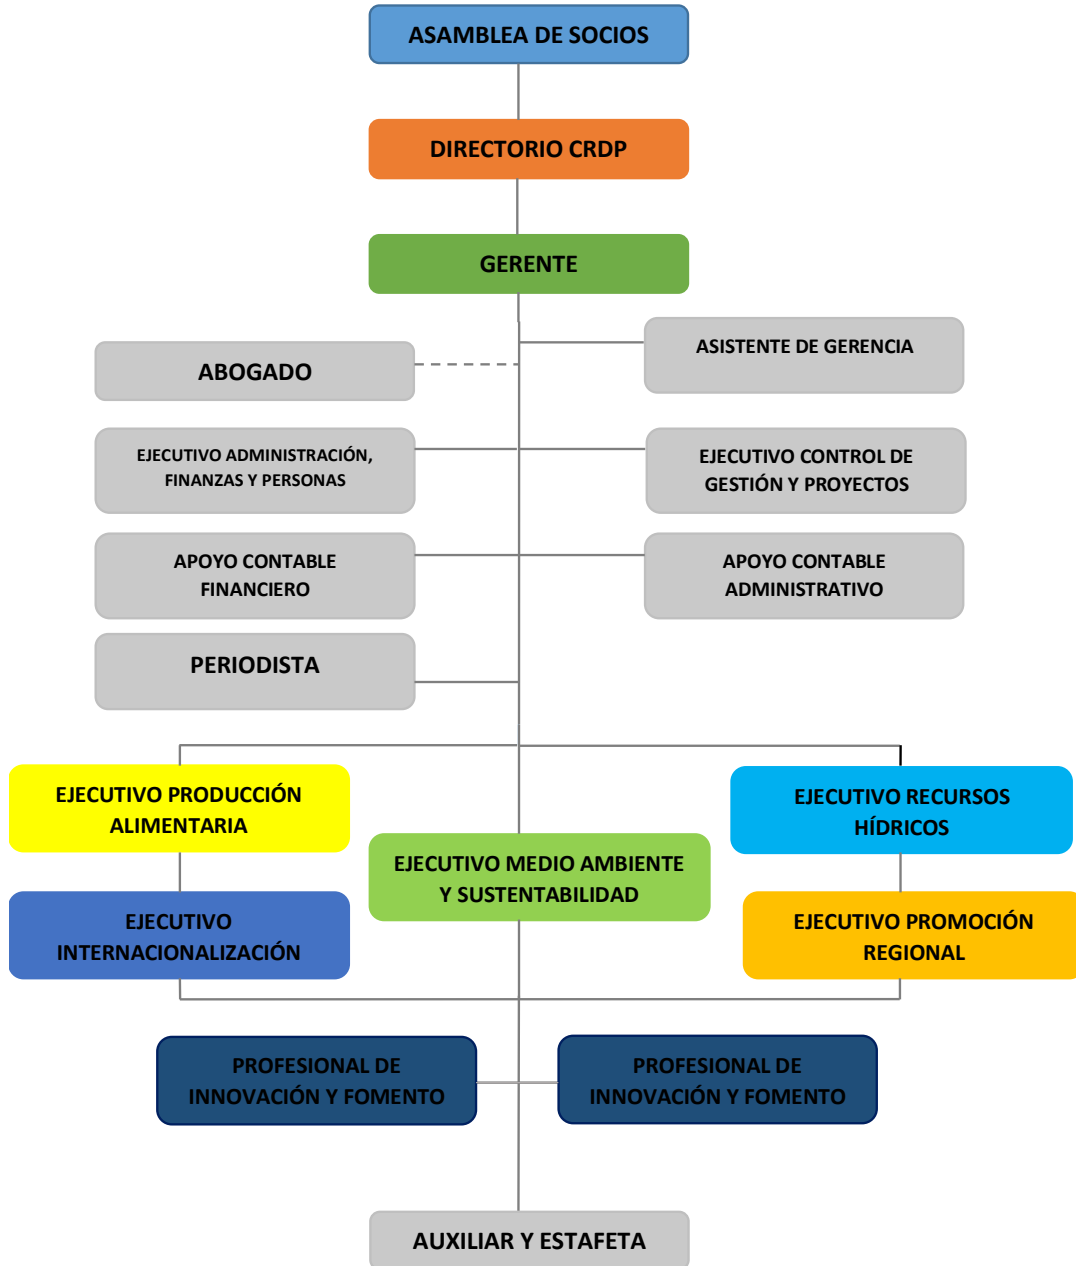 ASAMBLEA DE SOCIOS
DIRECTORIO CRDP
GERENTE
ABOGADO
ASISTENTE DE GERENCIA
EJECUTIVO ADMINISTRACIÓN,
FINANZAS Y PERSONAS
EJECUTIVO CONTROL DE
GESTIÓN Y PROYECTOS
APOYO CONTABLE
FINANCIERO
APOYO CONTABLE
ADMINISTRATIVO
PERIODISTA
EJECUTIVO PRODUCCIÓN
ALIMENTARIA
EJECUTIVO RECURSOS
HÍDRICOS
EJECUTIVO MEDIO AMBIENTE
Y SUSTENTABILIDAD
EJECUTIVO
INTERNACIONALIZACIÓN
EJECUTIVO PROMOCIÓN
REGIONAL
PROFESIONAL DE
INNOVACIÓN Y FOMENTO
PROFESIONAL DE
INNOVACIÓN Y FOMENTO
AUXILIAR Y ESTAFETA